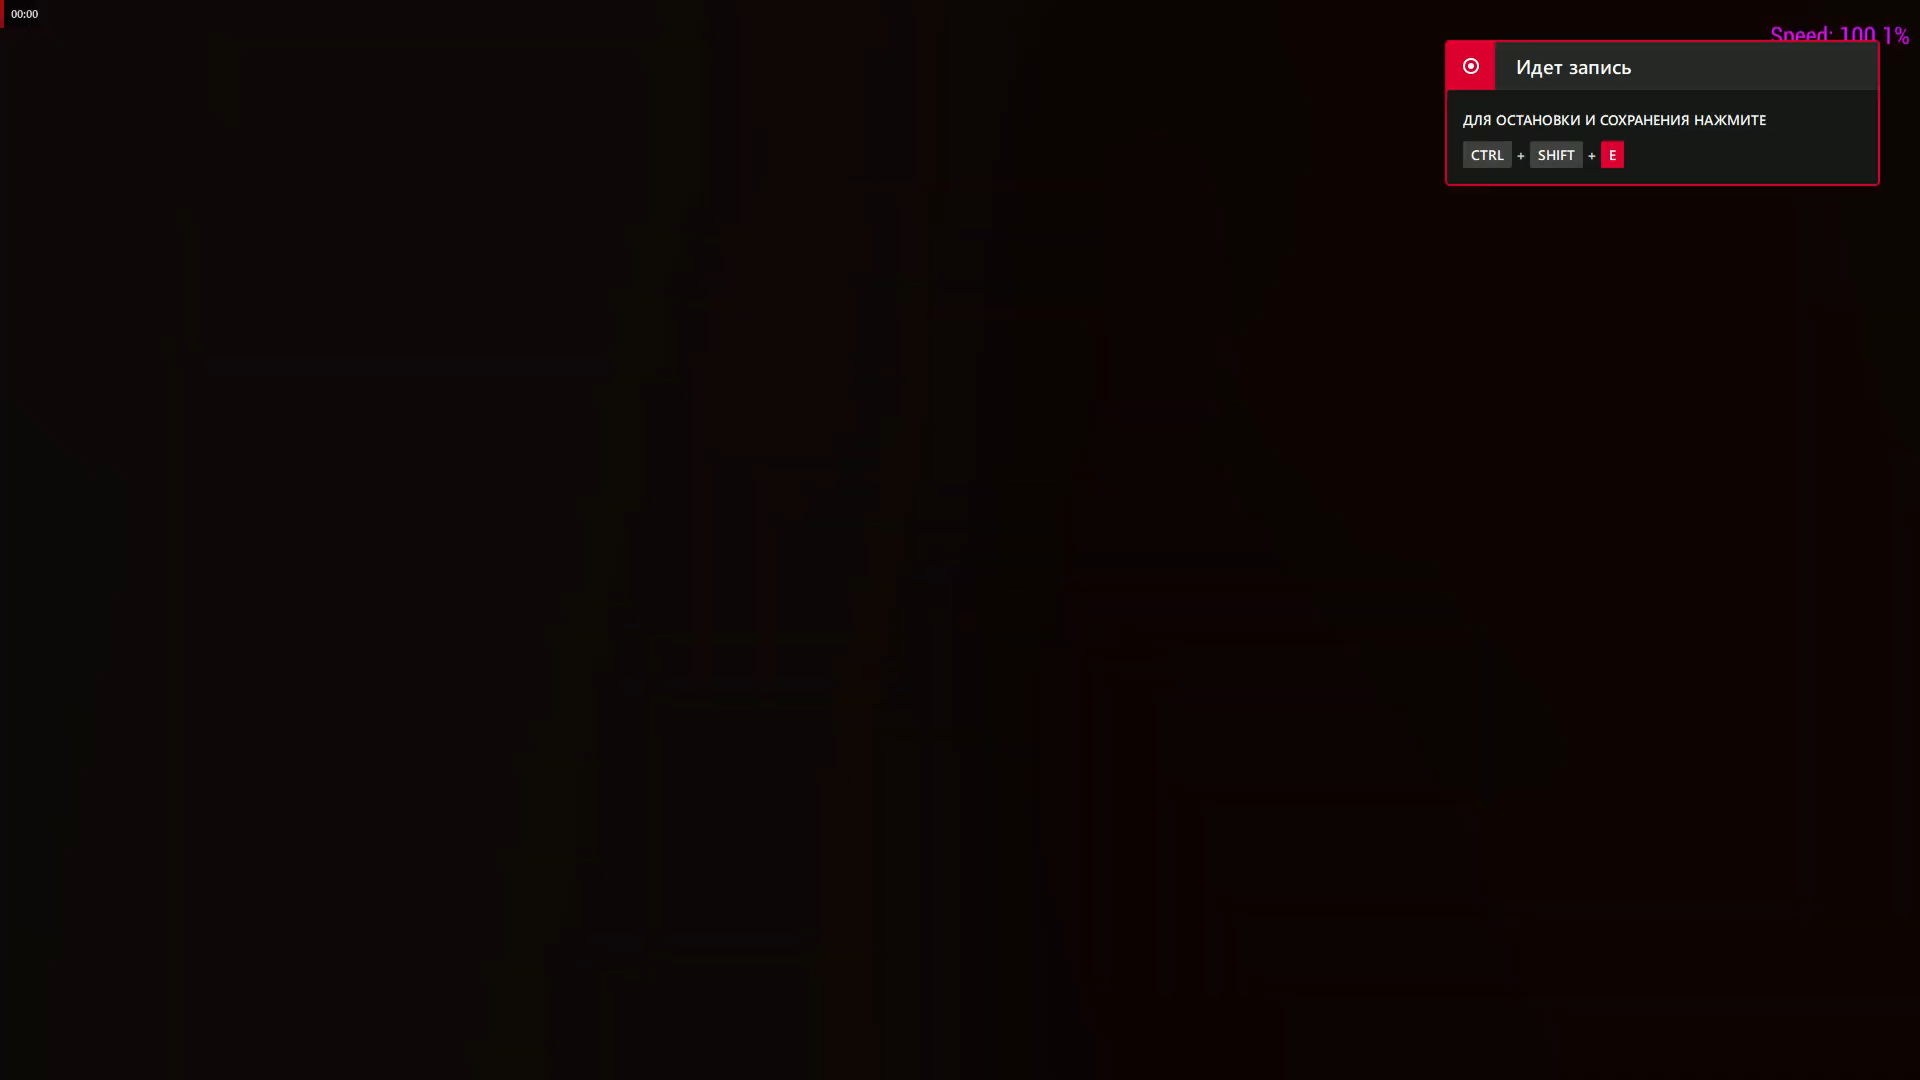 00:00
Speed: 100.1%
Идет запись
ДЛЯ ОСТАНОВКИ И СОХРАНЕНИЯ НАЖМИТЕ
CTRL + SHIFT + E